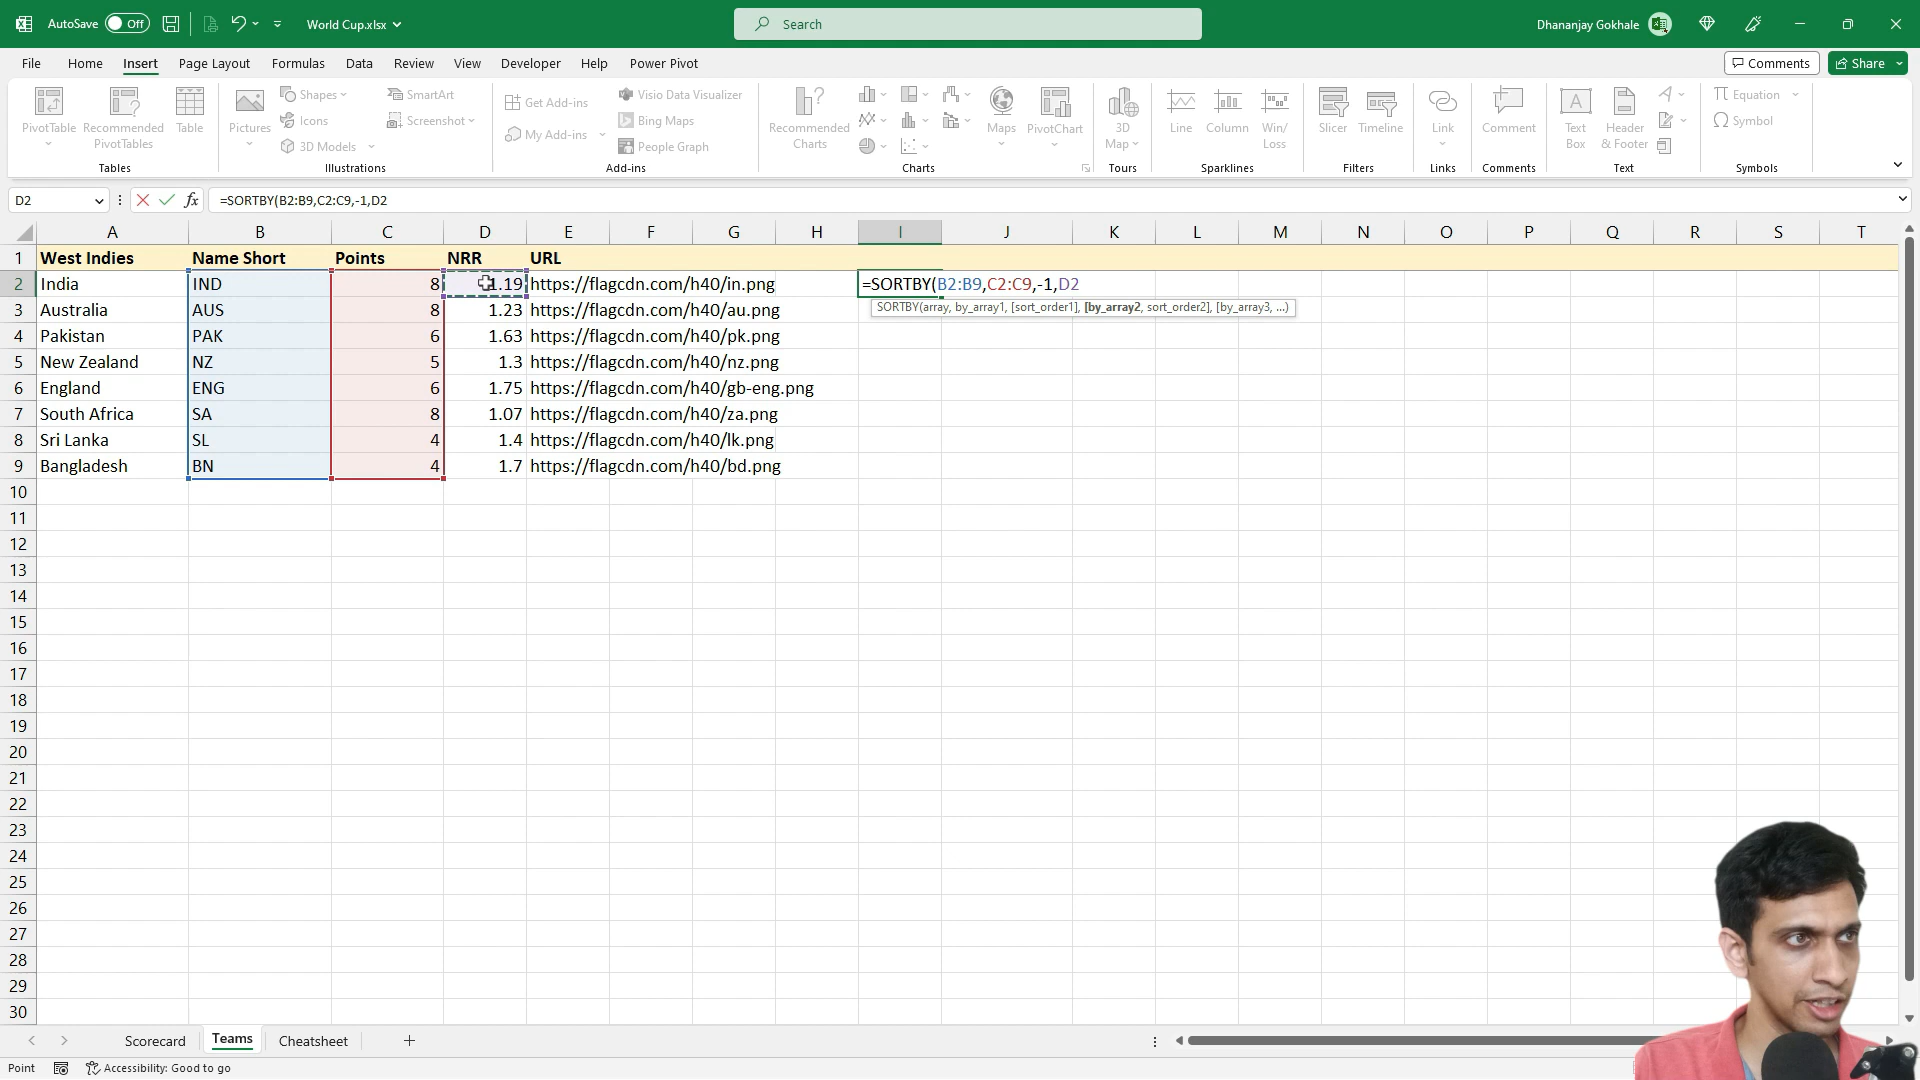 AutoSave Off World Cup.xlsx Search Dhananjay Gokhale
File Home Insert Page Layout Formulas Data Review View Developer Help Power Pivot Comments Share
PivotTable Recommended PivotTables Table
Tables
Pictures Shapes Icons 3D Models SmartArt Screenshot
Illustrations
Get Add-ins My Add-ins Visio Data Visualizer Bing Maps People Graph
Add-ins
Recommended Charts Maps PivotChart
Charts
3D Map
Tours
Line Column Win/Loss
Sparklines
Slicer Timeline
Filters
Link
Links
Comment
Comments
Text Box Header & Footer
Text
Equation Symbol
Symbols
D2 fx =SORTBY(B2:B9,C2:C9,-1,D2
A B C D E F G H I J K L M N O P Q R S T
1 West Indies Name Short Points NRR URL
2 India IND 8 1.19 https://flagcdn.com/h40/in.png =SORTBY(B2:B9,C2:C9,-1,D2
SORTBY(array, by_array1, [sort_order1], [by_array2, sort_order2], [by_array3, ...)
3 Australia AUS 8 1.23 https://flagcdn.com/h40/au.png
4 Pakistan PAK 6 1.63 https://flagcdn.com/h40/pk.png
5 New Zealand NZ 5 1.3 https://flagcdn.com/h40/nz.png
6 England ENG 6 1.75 https://flagcdn.com/h40/gb-eng.png
7 South Africa SA 8 1.07 https://flagcdn.com/h40/za.png
8 Sri Lanka SL 4 1.4 https://flagcdn.com/h40/lk.png
9 Bangladesh BN 4 1.7 https://flagcdn.com/h40/bd.png
10
11
12
13
14
15
16
17
18
19
20
21
22
23
24
25
26
27
28
29
30
Scorecard Teams Cheatsheet
Point Accessibility: Good to go